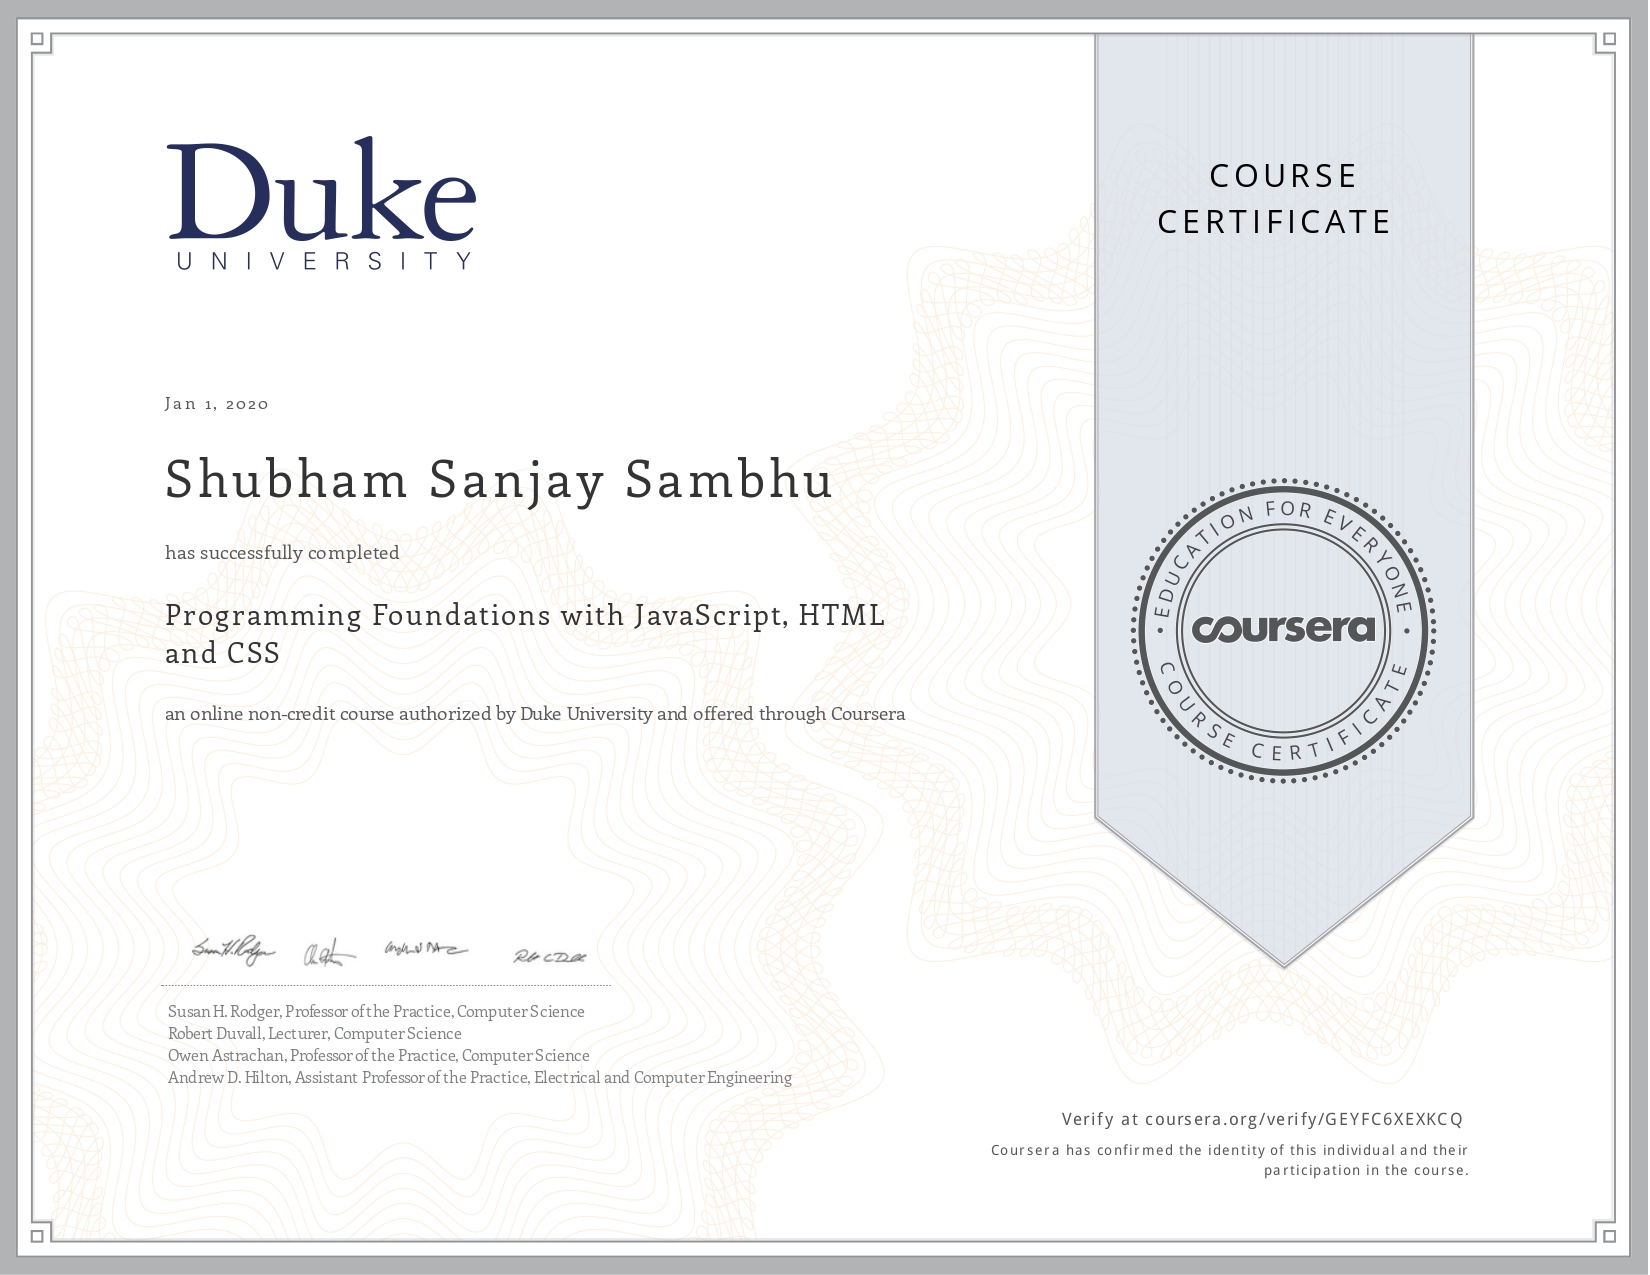 Duke
UNIVERSITY
COURSE
CERTIFICATE
Jan 1, 2020
Shubham Sanjay Sambhu
has successfully completed
Programming Foundations with JavaScript, HTML
and CSS
an online non-credit course authorized by Duke University and offered through Coursera
EDUCATION FOR EVERYONE
coursera
COURSE CERTIFICATE
Susan H. Rodger, Professor of the Practice, Computer Science
Robert Duvall, Lecturer, Computer Science
Owen Astrachan, Professor of the Practice, Computer Science
Andrew D. Hilton, Assistant Professor of the Practice, Electrical and Computer Engineering
Verify at coursera.org/verify/GEYFC6XEXKCQ
Coursera has confirmed the identity of this individual and their
participation in the course.